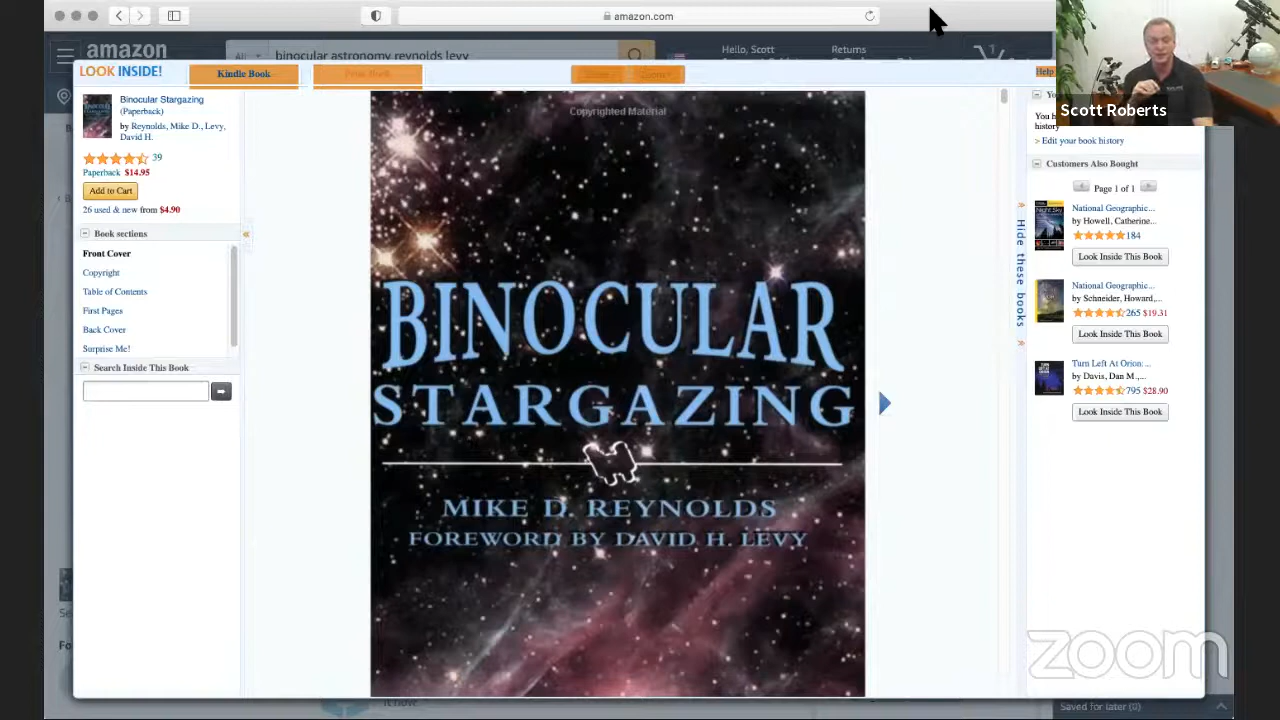 amazon.com
amazon
All
binocular astronomy reynolds levy
Hello, Scott
Returns
1
LOOK INSIDE!
Kindle Book
Print Book
Help
Scott Roberts
Binocular Stargazing
(Paperback)
by Reynolds, Mike D., Levy,
David H.
39
Paperback $14.95
Add to Cart
26 used & new from $4.90
Book sections
Front Cover
Copyright
Table of Contents
First Pages
Back Cover
Surprise Me!
Search Inside This Book
Copyrighted Material
BINOCULAR
STARGAZING
MIKE D. REYNOLDS
FOREWORD BY DAVID H. LEVY
Hide these books
history
> Edit your book history
Customers Also Bought
Page 1 of 1
National Geographic...
by Howell, Catherine...
184
Look Inside This Book
National Geographic...
by Schneider, Howard,...
265 $19.31
Look Inside This Book
Turn Left At Orion: ...
by Davis, Dan M.,...
795 $28.90
Look Inside This Book
zoom
Saved for later (0)